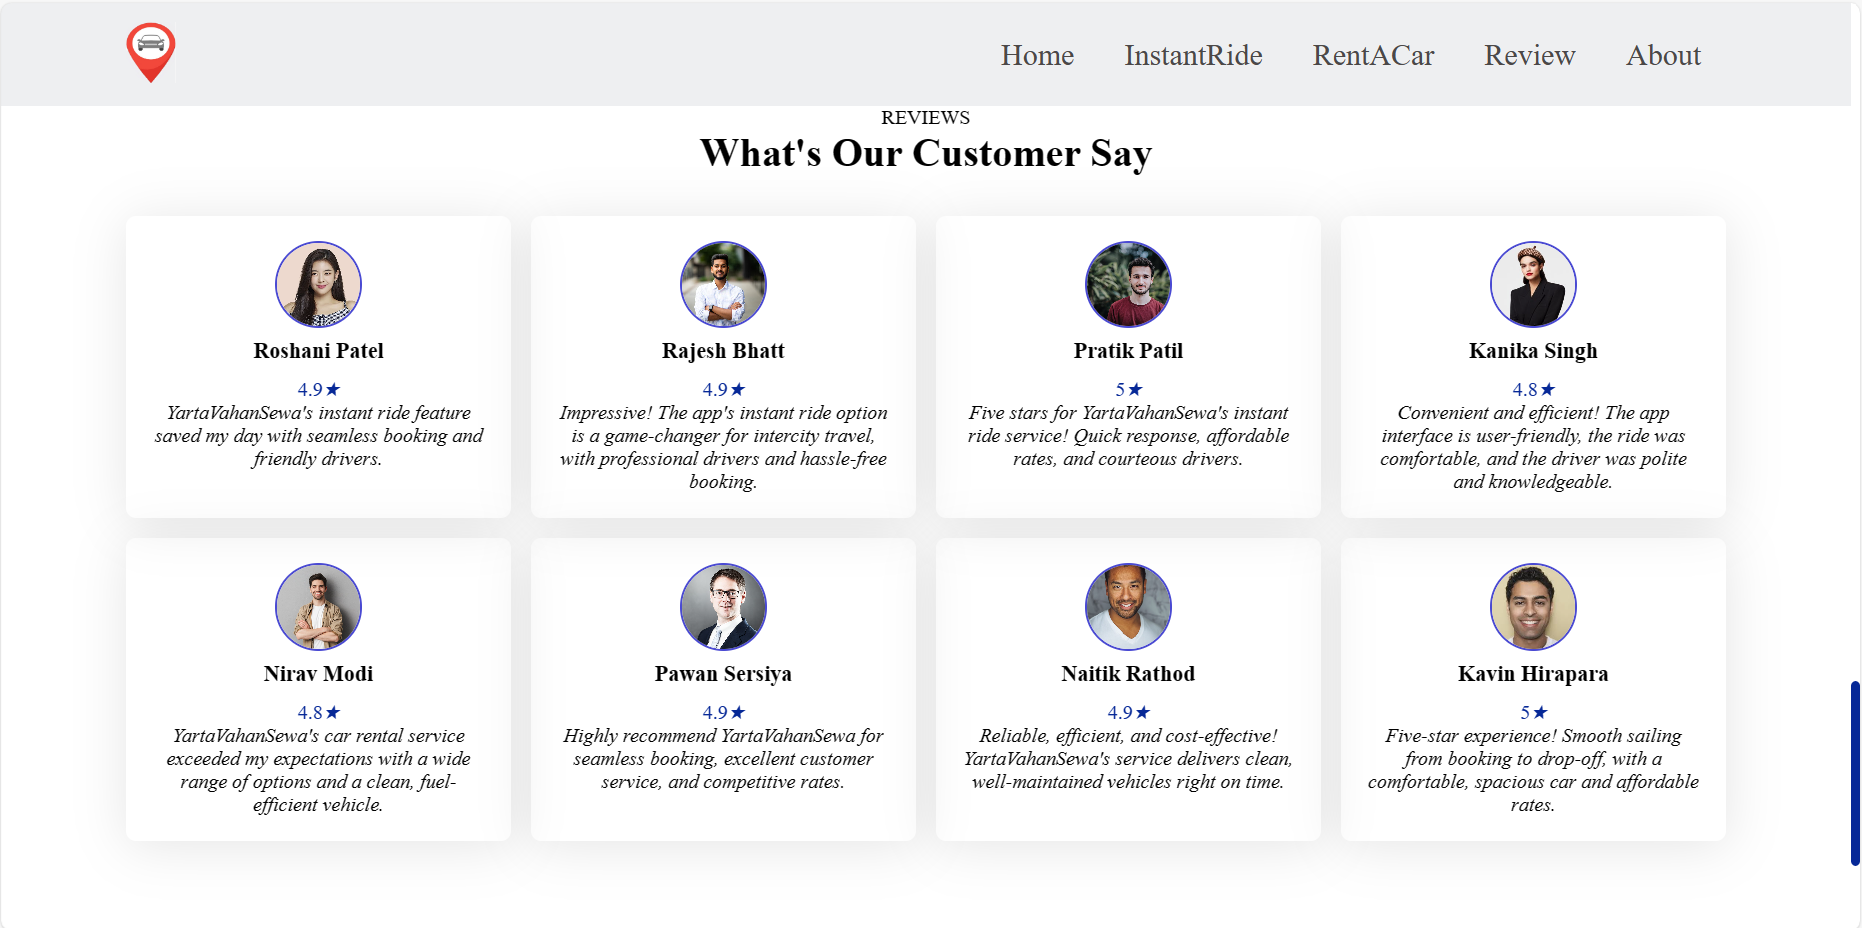 Home InstantRide RentACar Review About
REVIEWS
What's Our Customer Say
Roshani Patel
4.9★
YartaVahanSewa's instant ride feature
saved my day with seamless booking and
friendly drivers.
Rajesh Bhatt
4.9★
Impressive! The app's instant ride option
is a game-changer for intercity travel,
with professional drivers and hassle-free
booking.
Pratik Patil
5★
Five stars for YartaVahanSewa's instant
ride service! Quick response, affordable
rates, and courteous drivers.
Kanika Singh
4.8★
Convenient and efficient! The app
interface is user-friendly, the ride was
comfortable, and the driver was polite
and knowledgeable.
Nirav Modi
4.8★
YartaVahanSewa's car rental service
exceeded my expectations with a wide
range of options and a clean, fuel-
efficient vehicle.
Pawan Sersiya
4.9★
Highly recommend YartaVahanSewa for
seamless booking, excellent customer
service, and competitive rates.
Naitik Rathod
4.9★
Reliable, efficient, and cost-effective!
YartaVahanSewa's service delivers clean,
well-maintained vehicles right on time.
Kavin Hirapara
5★
Five-star experience! Smooth sailing
from booking to drop-off, with a
comfortable, spacious car and affordable
rates.